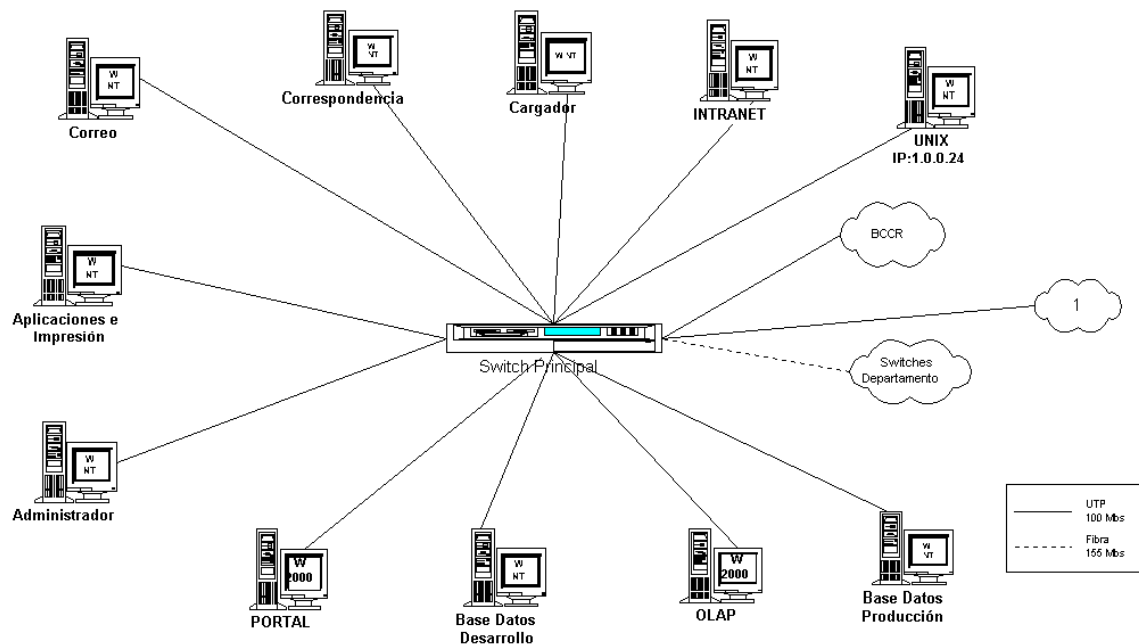 W
NT
Correo
W
NT
Correspondencia
W NT
Cargador
W
NT
INTRANET
W
NT
UNIX
IP:1.0.0.24
BCCR
W
NT
Aplicaciones e
Impresión
1
Switch Principal
Switches
Departamento
W
NT
Administrador
W
2000
PORTAL
W
NT
Base Datos
Desarrollo
W
2000
OLAP
W
NT
Base Datos
Producción
UTP
100 Mbs
Fibra
155 Mbs